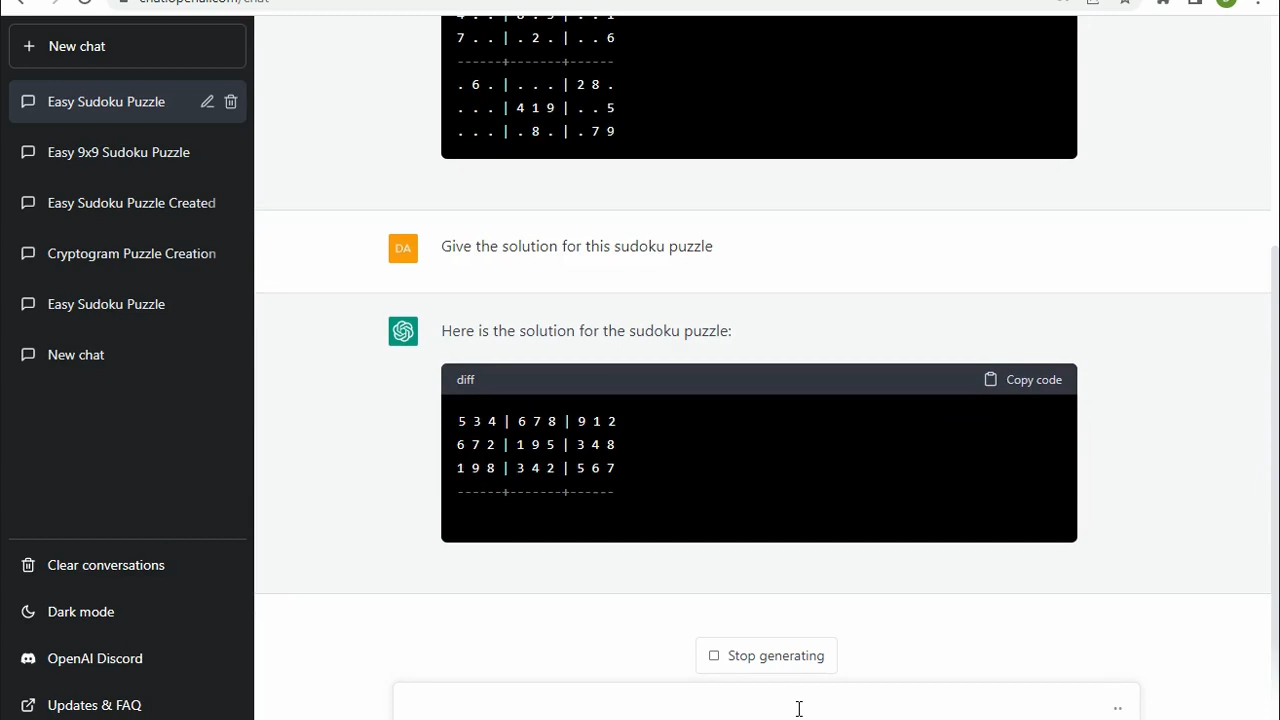 chat.openai.com/chat
New chat
Easy Sudoku Puzzle
Easy 9x9 Sudoku Puzzle
Easy Sudoku Puzzle Created
Cryptogram Puzzle Creation
Easy Sudoku Puzzle
New chat
Clear conversations
Dark mode
OpenAI Discord
Updates & FAQ
7 . . | . 2 . | . . 6
------+-------+------
. 6 . | . . . | 2 8 .
. . . | 4 1 9 | . . 5
. . . | . 8 . | . 7 9
DA
Give the solution for this sudoku puzzle
Here is the solution for the sudoku puzzle:
diff
Copy code
5 3 4 | 6 7 8 | 9 1 2
6 7 2 | 1 9 5 | 3 4 8
1 9 8 | 3 4 2 | 5 6 7
------+-------+------
Stop generating